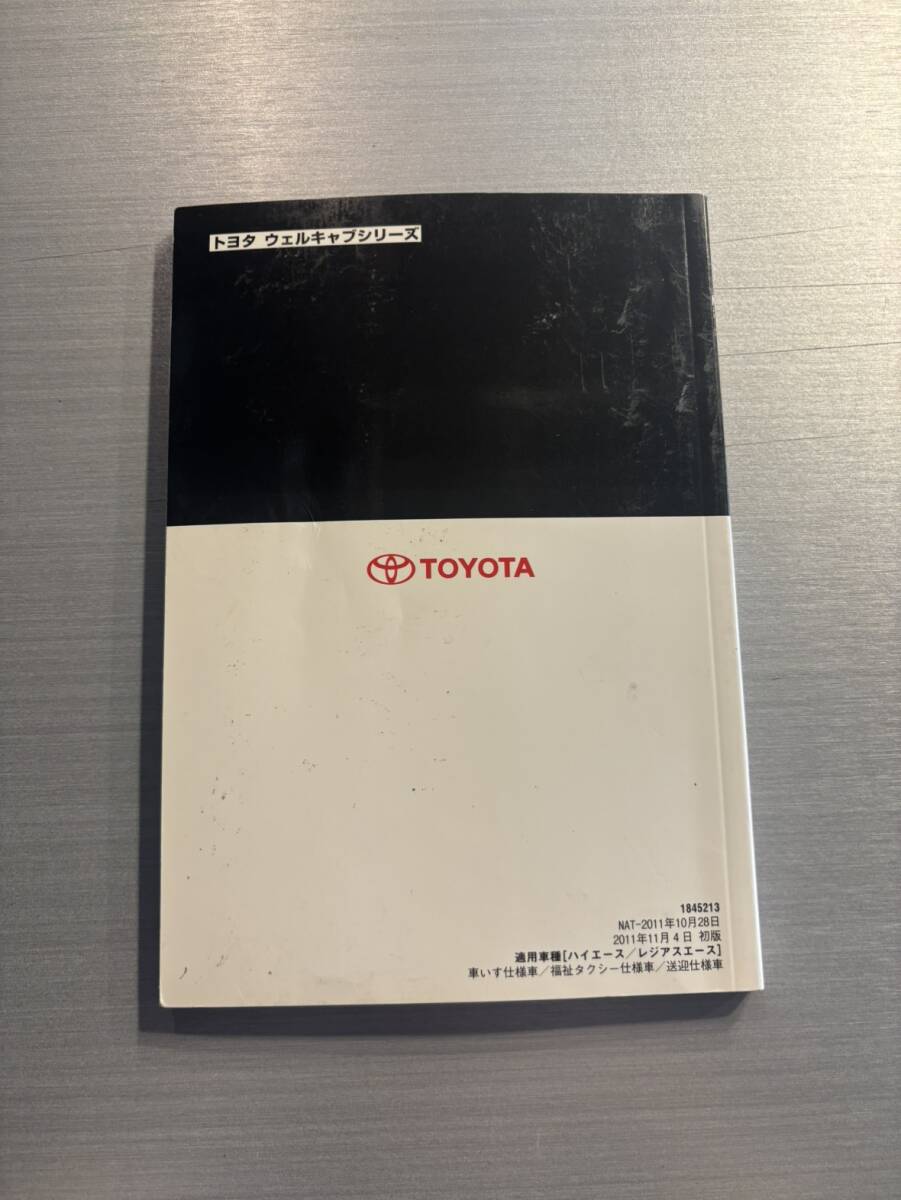 トヨタ ウェルキャブシリーズ
TOYOTA
1845213
NAT-2011年10月28日
2011年11月4日 初版
適用車種[ハイエース／レジアスエース]
車いす仕様車／福祉タクシー仕様車／送迎仕様車